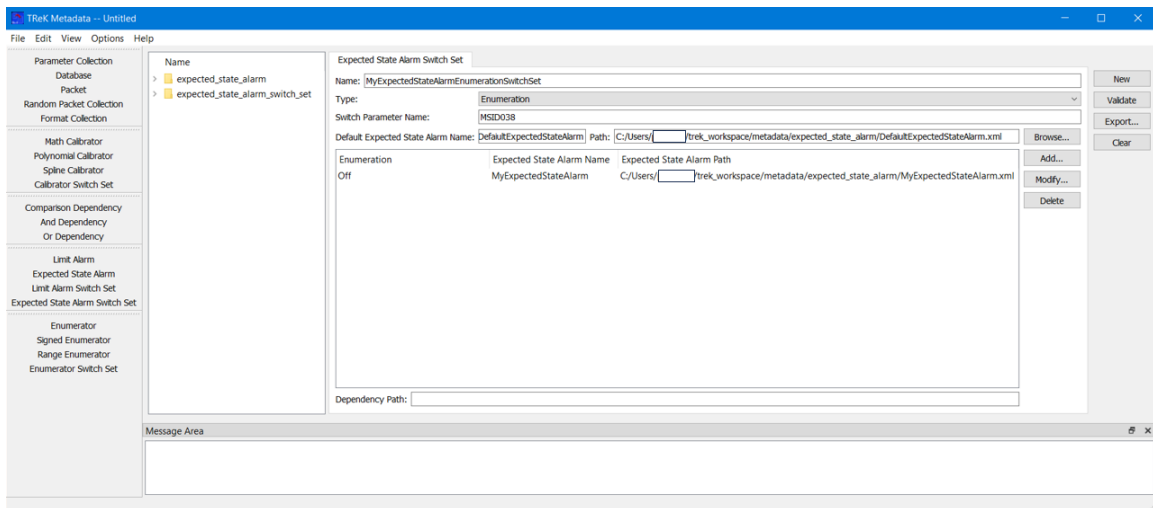 TReK Metadata -- Untitled
File Edit View Options Help
Parameter Collection
Database
Packet
Random Packet Collection
Format Collection
Math Calibrator
Polynomial Calibrator
Spline Calibrator
Calibrator Switch Set
Comparison Dependency
And Dependency
Or Dependency
Limit Alarm
Expected State Alarm
Limit Alarm Switch Set
Expected State Alarm Switch Set
Enumerator
Signed Enumerator
Range Enumerator
Enumerator Switch Set
Name
expected_state_alarm
expected_state_alarm_switch_set
Expected State Alarm Switch Set
Name: MyExpectedStateAlarmEnumerationSwitchSet
Type: Enumeration
Switch Parameter Name: MSID038
Default Expected State Alarm Name: DefaultExpectedStateAlarm Path: C:/Users/ /trek_workspace/metadata/expected_state_alarm/DefaultExpectedStateAlarm.xml Browse...
Enumeration Expected State Alarm Name Expected State Alarm Path
Off MyExpectedStateAlarm C:/Users/ /trek_workspace/metadata/expected_state_alarm/MyExpectedStateAlarm.xml
Add...
Modify...
Delete
Dependency Path:
New
Validate
Export...
Clear
Message Area